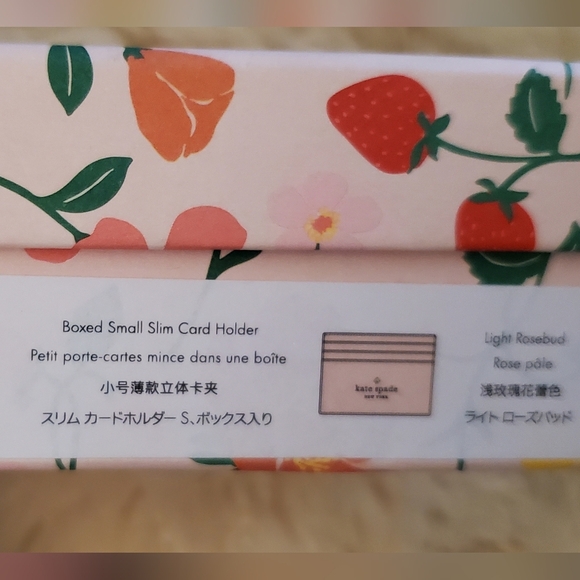 Boxed Small Slim Card Holder
Petit porte-cartes mince dans une boîte
小号薄款立体卡夹
スリム カードホルダー S、ボックス入り
kate spade
NEW YORK
Light Rosebud
Rose pâle
浅玫瑰花蕾色
ライト ローズバッド